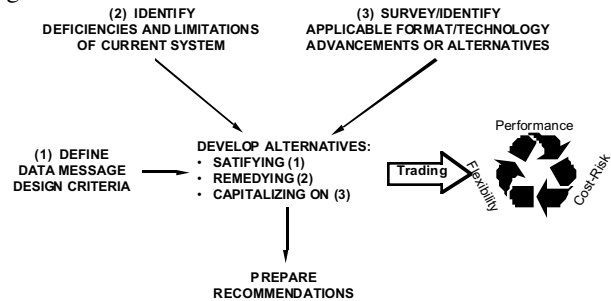 (2) IDENTIFY
DEFICIENCIES AND LIMITATIONS
OF CURRENT SYSTEM
(3) SURVEY/IDENTIFY
APPLICABLE FORMAT/TECHNOLOGY
ADVANCEMENTS OR ALTERNATIVES
(1) DEFINE
DATA MESSAGE
DESIGN CRITERIA
DEVELOP ALTERNATIVES:
• SATIFYING (1)
• REMEDYING (2)
• CAPITALIZING ON (3)
Trading
Performance
Flexibility
Cost-Risk
PREPARE
RECOMMENDATIONS